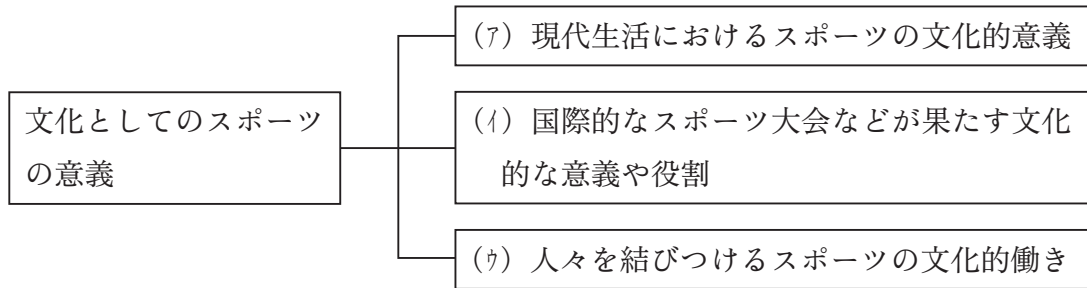 (ｱ) 現代生活におけるスポーツの文化的意義
文化としてのスポーツ
の意義
(ｲ) 国際的なスポーツ大会などが果たす文化
的な意義や役割
(ｳ) 人々を結びつけるスポーツの文化的働き